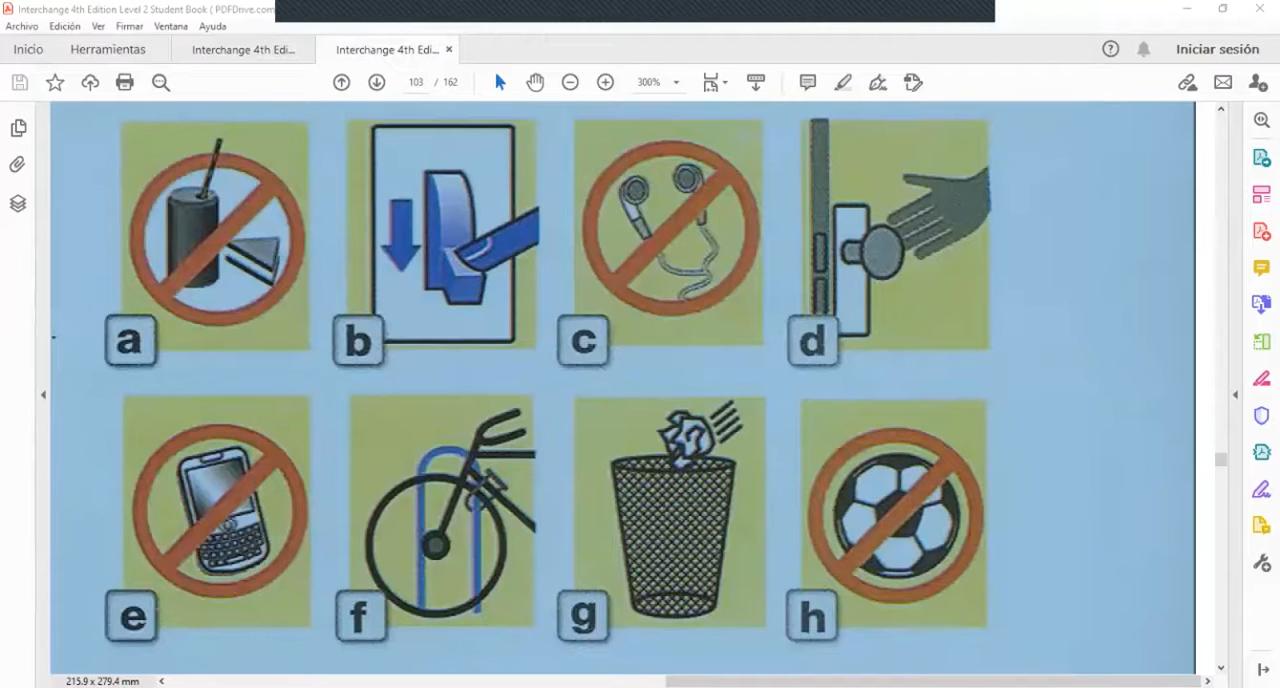 Interchange 4th Edition Level 2 Student Book ( PDFDrive.com
Archivo Edición Ver Firmar Ventana Ayuda
Inicio Herramientas Interchange 4th Edi... Interchange 4th Edi... ×
Iniciar sesión
103 / 162 300%
a b c d
e f g h
215.9 x 279.4 mm